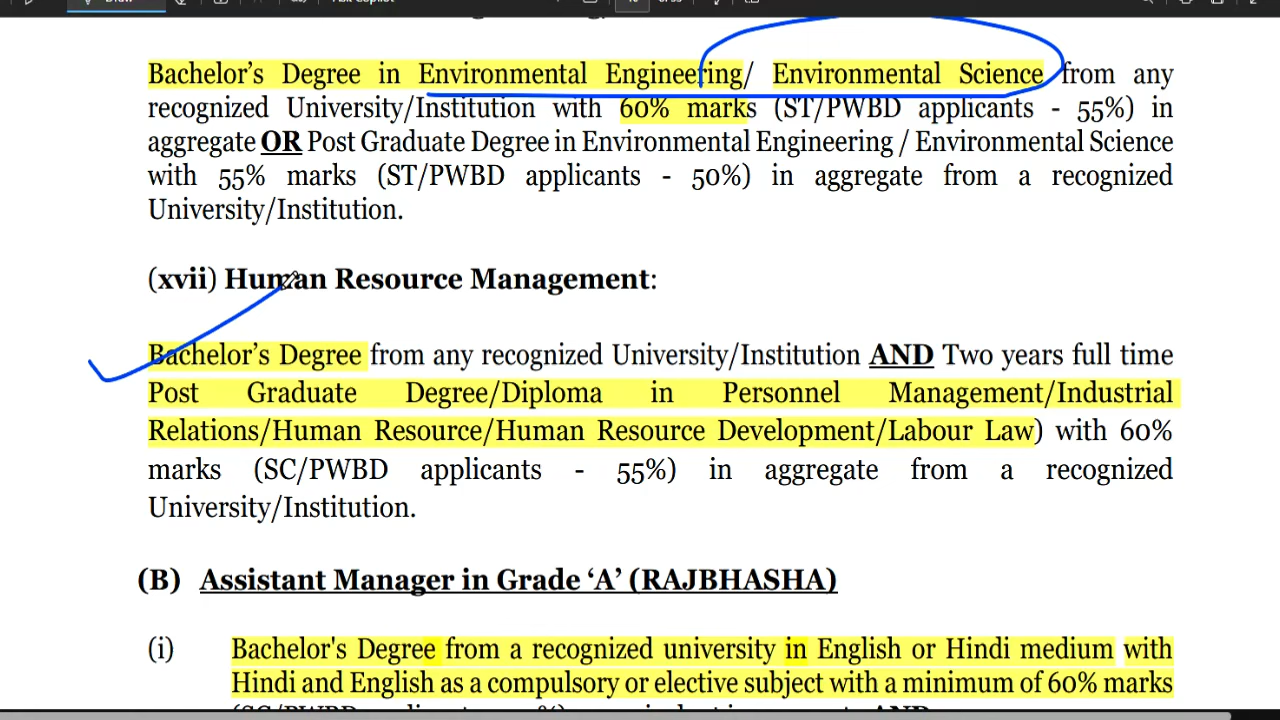 Draw
Bachelor's Degree in Environmental Engineering/ Environmental Science from any
recognized University/Institution with 60% marks (ST/PWBD applicants - 55%) in
aggregate OR Post Graduate Degree in Environmental Engineering / Environmental Science
with 55% marks (ST/PWBD applicants - 50%) in aggregate from a recognized
University/Institution.
(xvii) Human Resource Management:
Bachelor's Degree from any recognized University/Institution AND Two years full time
Post Graduate Degree/Diploma in Personnel Management/Industrial
Relations/Human Resource/Human Resource Development/Labour Law) with 60%
marks (SC/PWBD applicants - 55%) in aggregate from a recognized
University/Institution.
(B) Assistant Manager in Grade 'A' (RAJBHASHA)
(i) Bachelor's Degree from a recognized university in English or Hindi medium with
Hindi and English as a compulsory or elective subject with a minimum of 60% marks